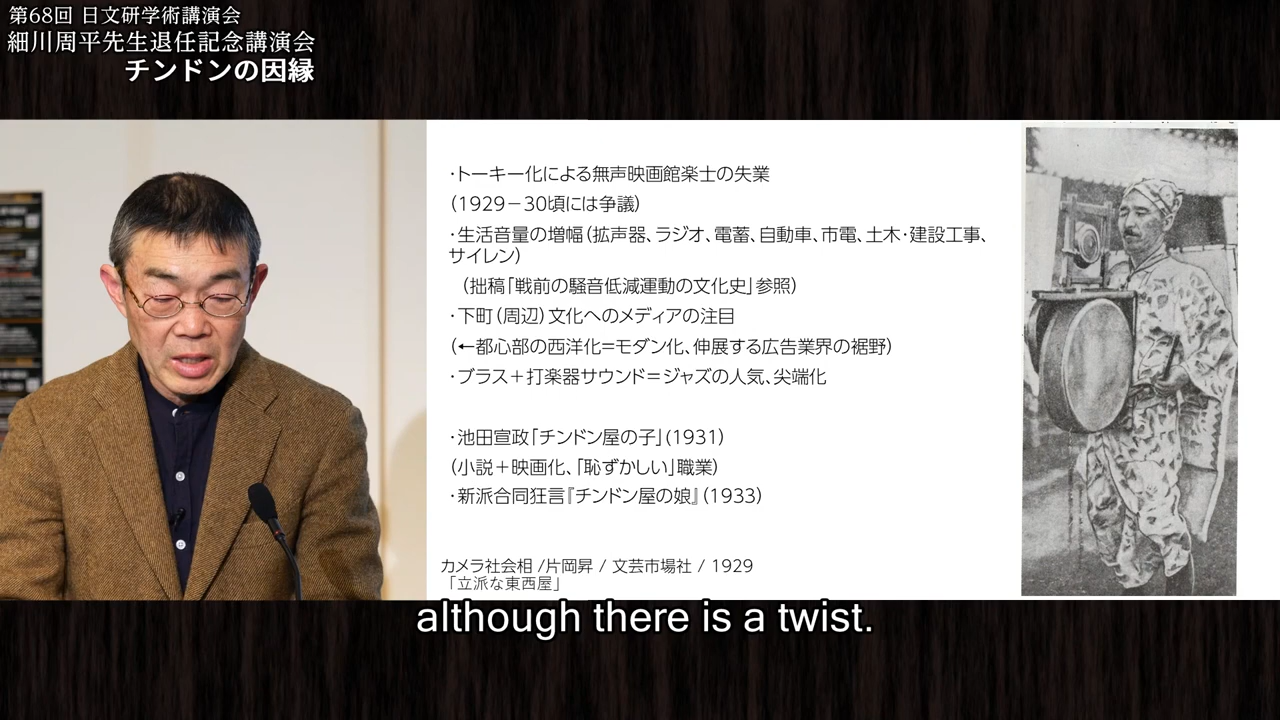 第68回 日文研学術講演会
細川周平先生退任記念講演会
チンドンの因縁
・トーキー化による無声映画館楽士の失業
(1929－30頃には争議)
・生活音量の増幅(拡声器、ラジオ、電蓄、自動車、市電、土木・建設工事、
サイレン)
(拙稿「戦前の騒音低減運動の文化史」参照)
・下町(周辺)文化へのメディアの注目
(←都心部の西洋化=モダン化、伸展する広告業界の裾野)
・ブラス＋打楽器サウンド＝ジャズの人気、尖端化
・池田宣政「チンドン屋の子」(1931)
(小説＋映画化、「恥ずかしい」職業)
・新派合同狂言『チンドン屋の娘』(1933)
カメラ社会相 /片岡昇 / 文芸市場社 / 1929
「立派な東西屋」
although there is a twist.